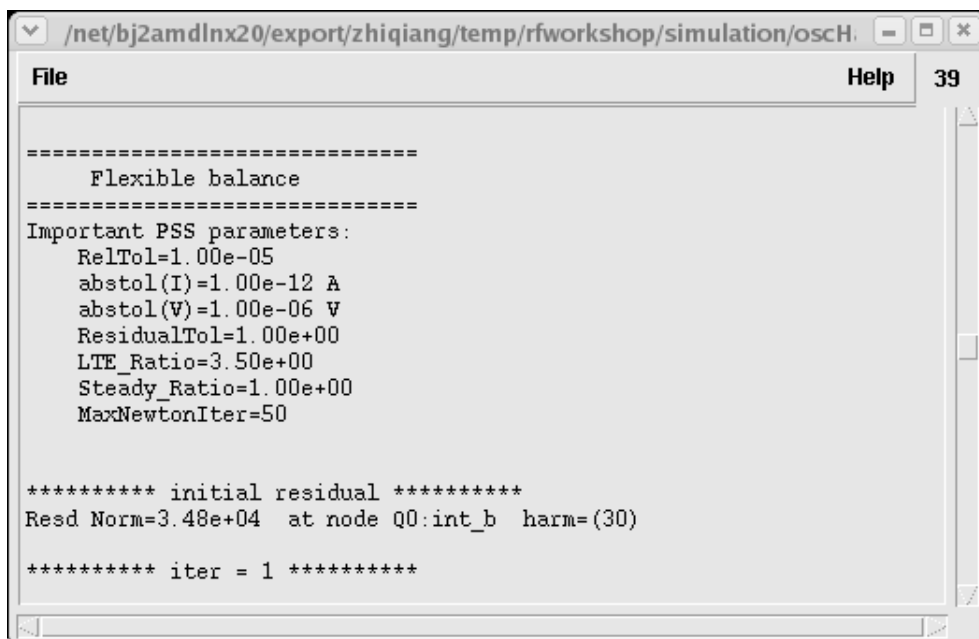 /net/bj2amdlnx20/export/zhiqiang/temp/rfworkshop/simulation/oscH
File Help 39
==============================
Flexible balance
==============================
Important PSS parameters:
RelTol=1.00e-05
abstol(I)=1.00e-12 A
abstol(V)=1.00e-06 V
ResidualTol=1.00e+00
LTE_Ratio=3.50e+00
Steady_Ratio=1.00e+00
MaxNewtonIter=50
********** initial residual **********
Resd Norm=3.48e+04 at node Q0:int_b harm=(30)
********** iter = 1 **********